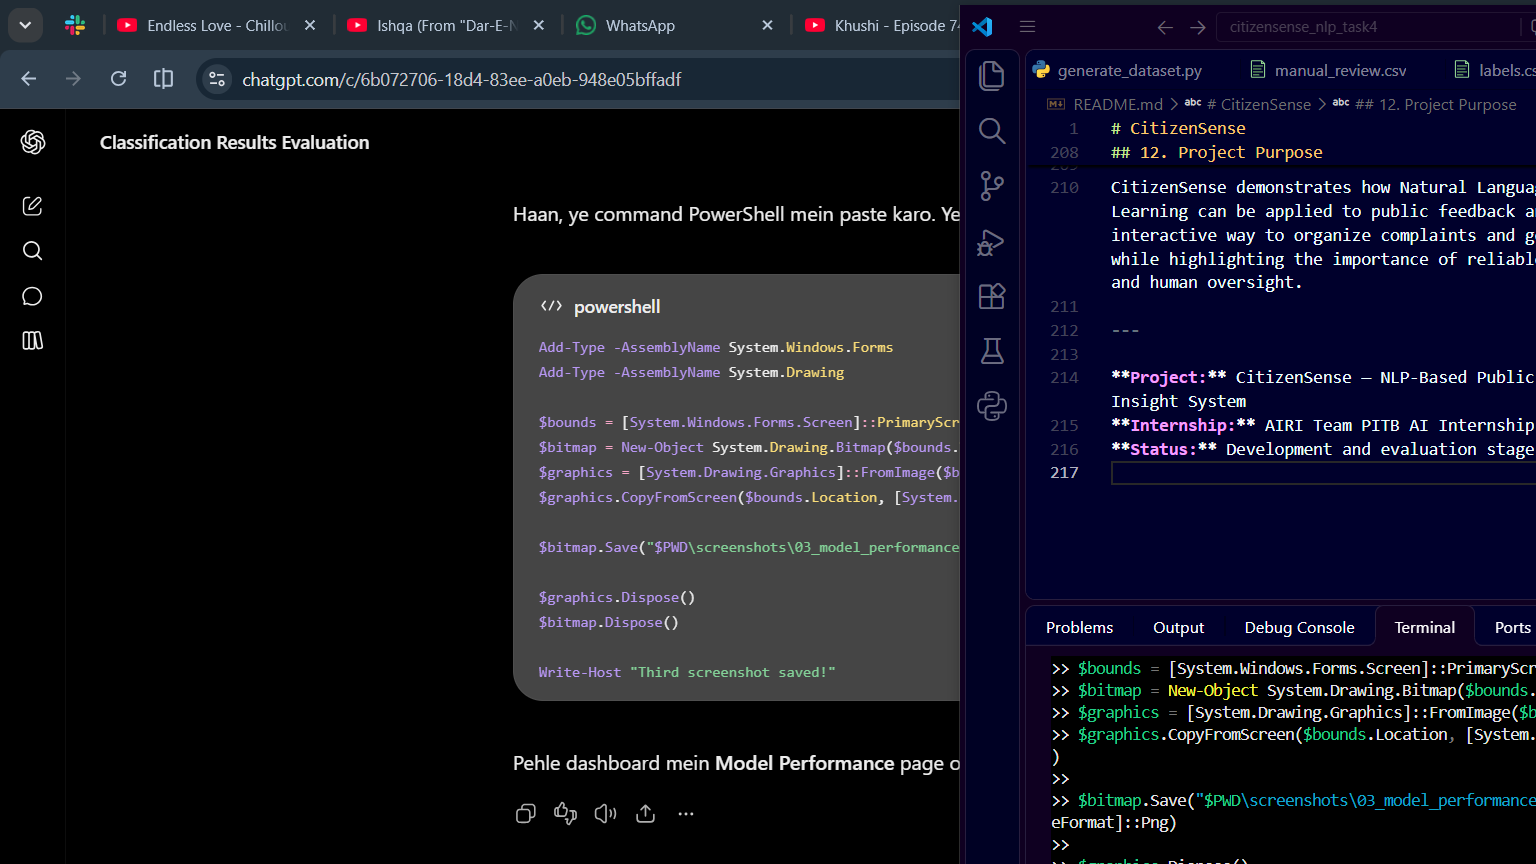 Endless Love - Chillou
Ishqa (From "Dar-E-N
WhatsApp
Khushi - Episode 74
chatgpt.com/c/6b072706-18d4-83ee-a0eb-948e05bffadf
Classification Results Evaluation
Haan, ye command PowerShell mein paste karo. Ye
powershell
Add-Type -AssemblyName System.Windows.Forms
Add-Type -AssemblyName System.Drawing
$bounds = [System.Windows.Forms.Screen]::PrimaryScr
$bitmap = New-Object System.Drawing.Bitmap($bounds.
$graphics = [System.Drawing.Graphics]::FromImage($b
$graphics.CopyFromScreen($bounds.Location, [System.
$bitmap.Save("$PWD\screenshots\03_model_performance
$graphics.Dispose()
$bitmap.Dispose()
Write-Host "Third screenshot saved!"
Pehle dashboard mein Model Performance page o
citizensense_nlp_task4
generate_dataset.py
manual_review.csv
labels.cs
README.md > # CitizenSense > ## 12. Project Purpose
1 # CitizenSense
208 ## 12. Project Purpose
209
210 CitizenSense demonstrates how Natural Languag
Learning can be applied to public feedback a
interactive way to organize complaints and g
while highlighting the importance of reliable
and human oversight.
211
212 ---
213
214 **Project:** CitizenSense – NLP-Based Public
Insight System
215 **Internship:** AIRI Team PITB AI Internship
216 **Status:** Development and evaluation stage
217
Problems Output Debug Console Terminal Ports
>> $bounds = [System.Windows.Forms.Screen]::PrimaryScr
>> $bitmap = New-Object System.Drawing.Bitmap($bounds.
>> $graphics = [System.Drawing.Graphics]::FromImage($b
>> $graphics.CopyFromScreen($bounds.Location, [System.
)
>>
>> $bitmap.Save("$PWD\screenshots\03_model_performance
eFormat]::Png)
>>
>> $graphics.Dispose()